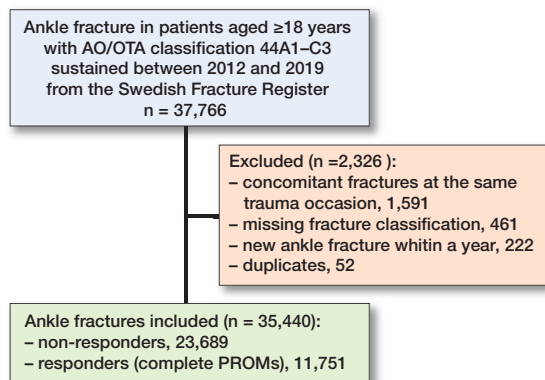 Ankle fracture in patients aged ≥18 years
with AO/OTA classification 44A1–C3
sustained between 2012 and 2019
from the Swedish Fracture Register
n = 37,766
Excluded (n =2,326 ):
– concomitant fractures at the same
trauma occasion, 1,591
– missing fracture classification, 461
– new ankle fracture whitin a year, 222
– duplicates, 52
Ankle fractures included (n = 35,440):
– non-responders, 23,689
– responders (complete PROMs), 11,751